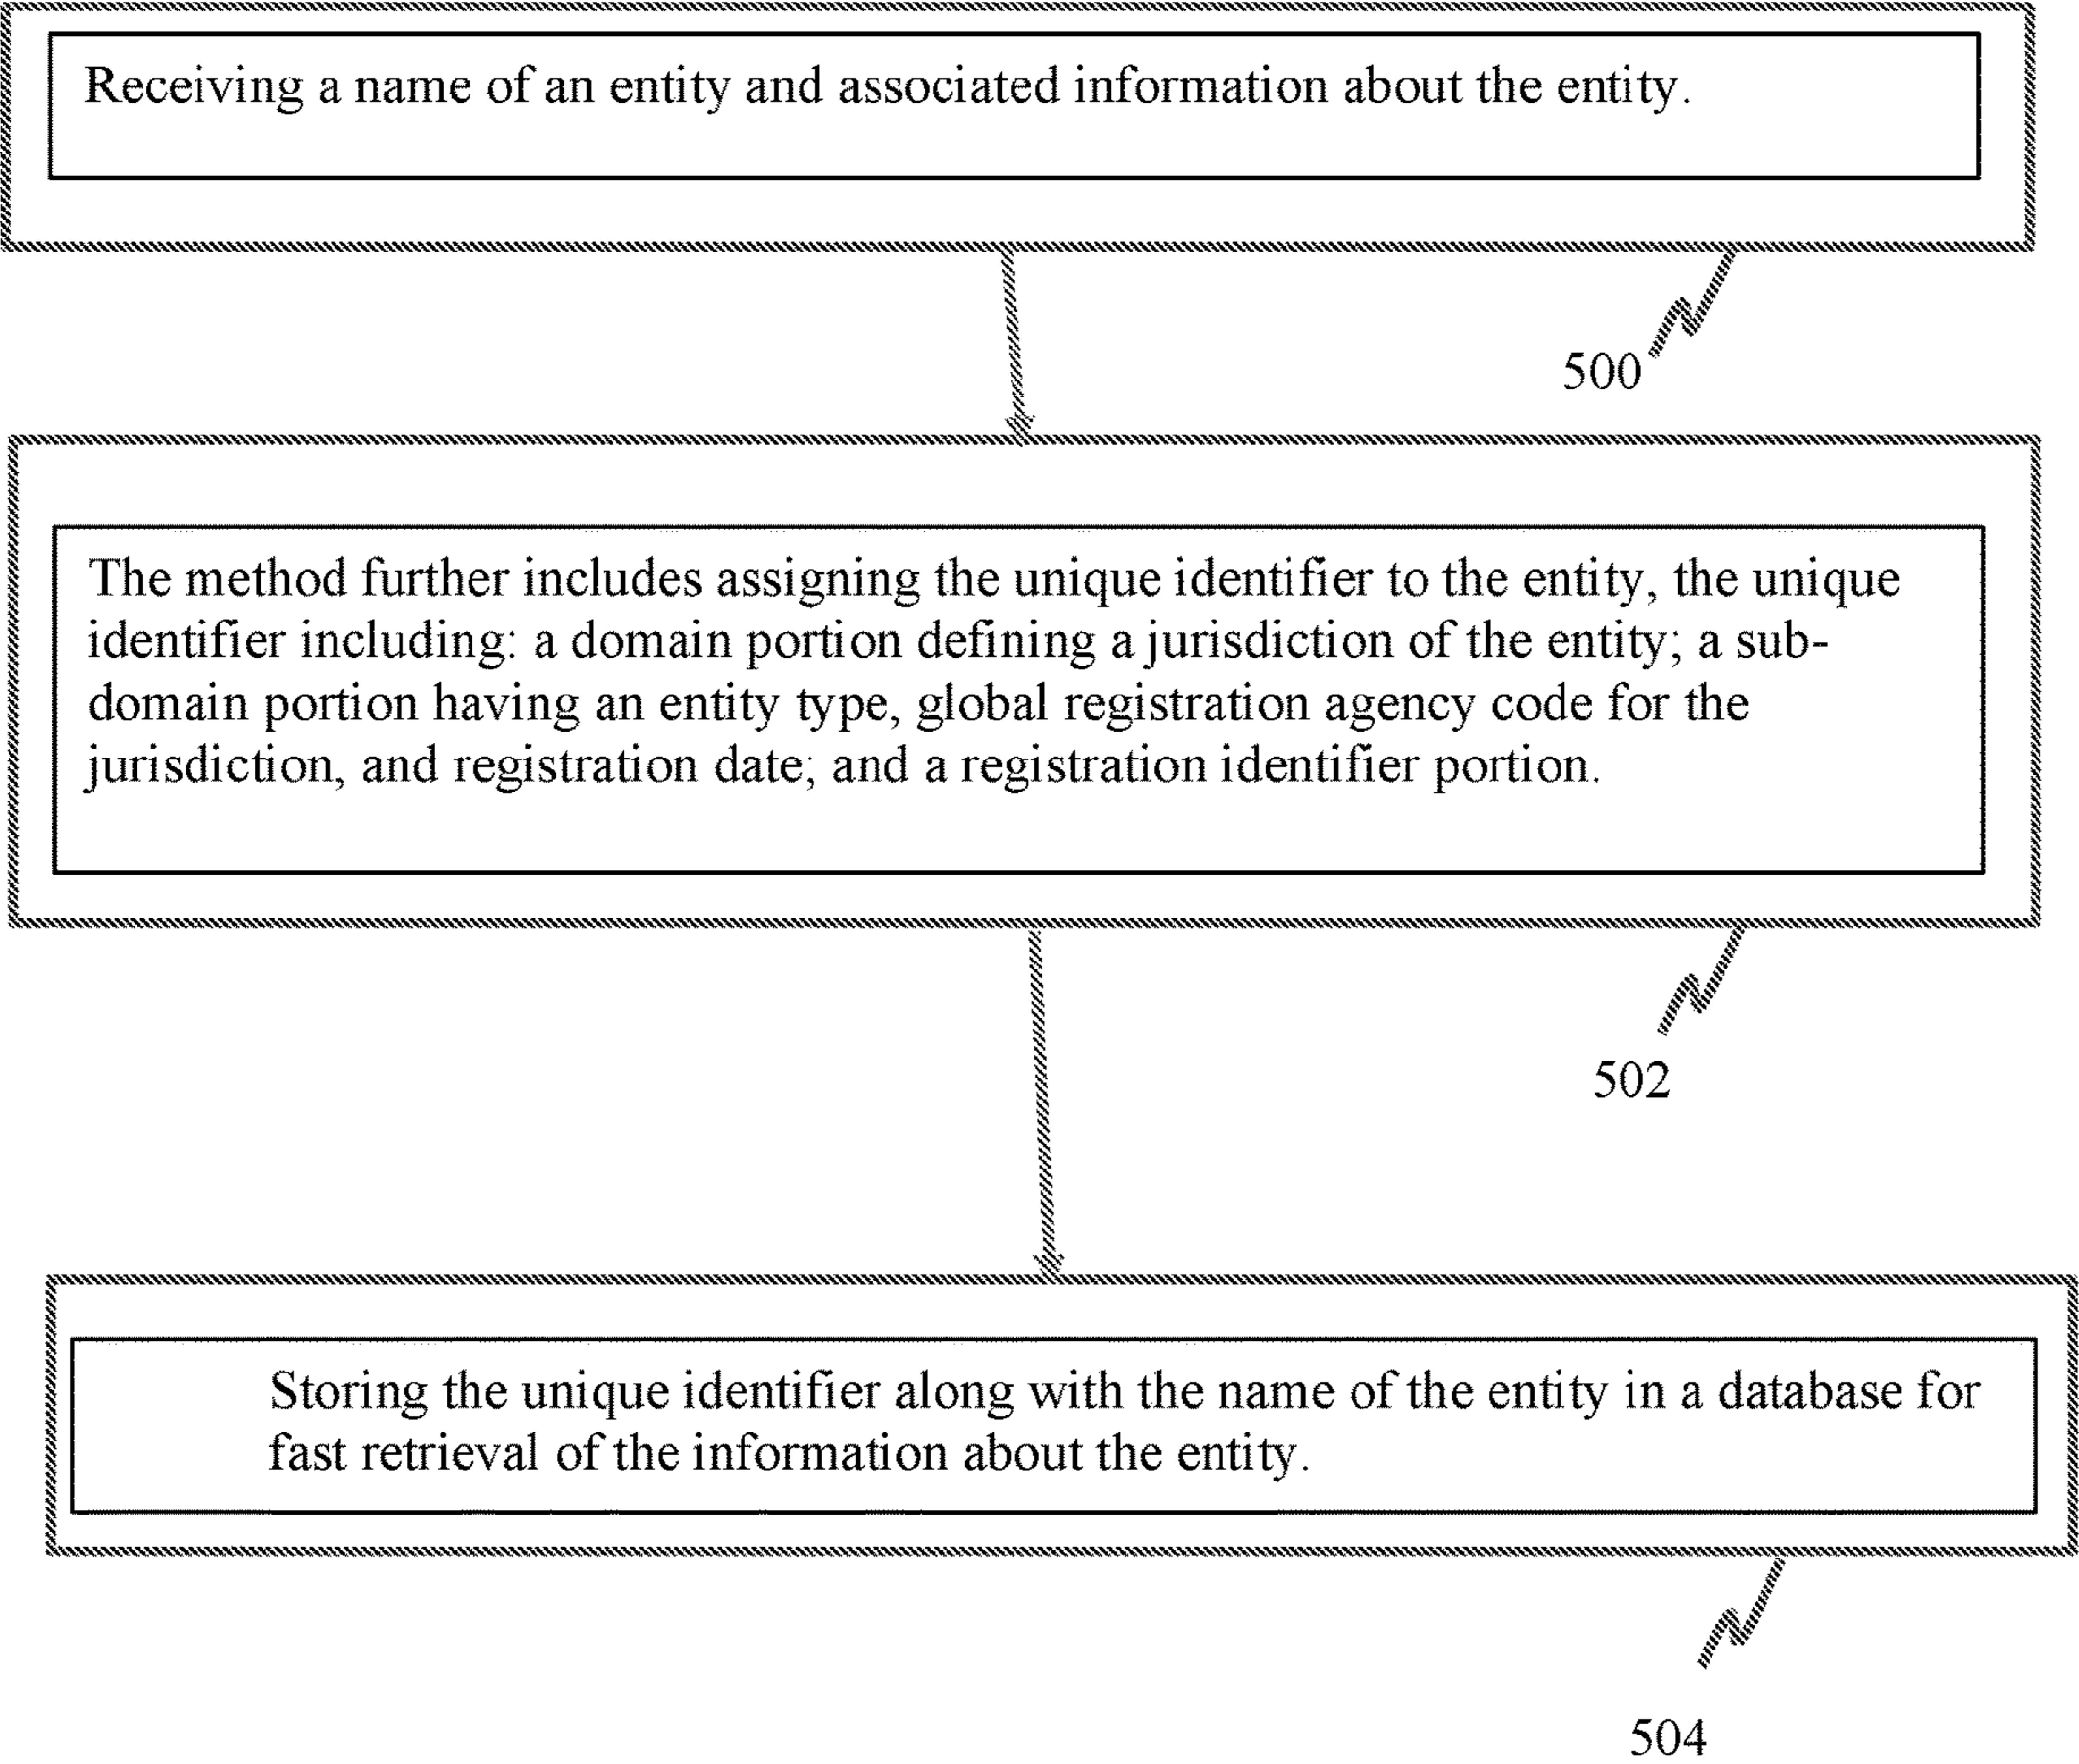 Receiving a name of an entity and associated information about the entity.
500
The method further includes assigning the unique identifier to the entity, the unique
identifier including: a domain portion defining a jurisdiction of the entity; a sub-
domain portion having an entity type, global registration agency code for the
jurisdiction, and registration date; and a registration identifier portion.
502
Storing the unique identifier along with the name of the entity in a database for
fast retrieval of the information about the entity.
504